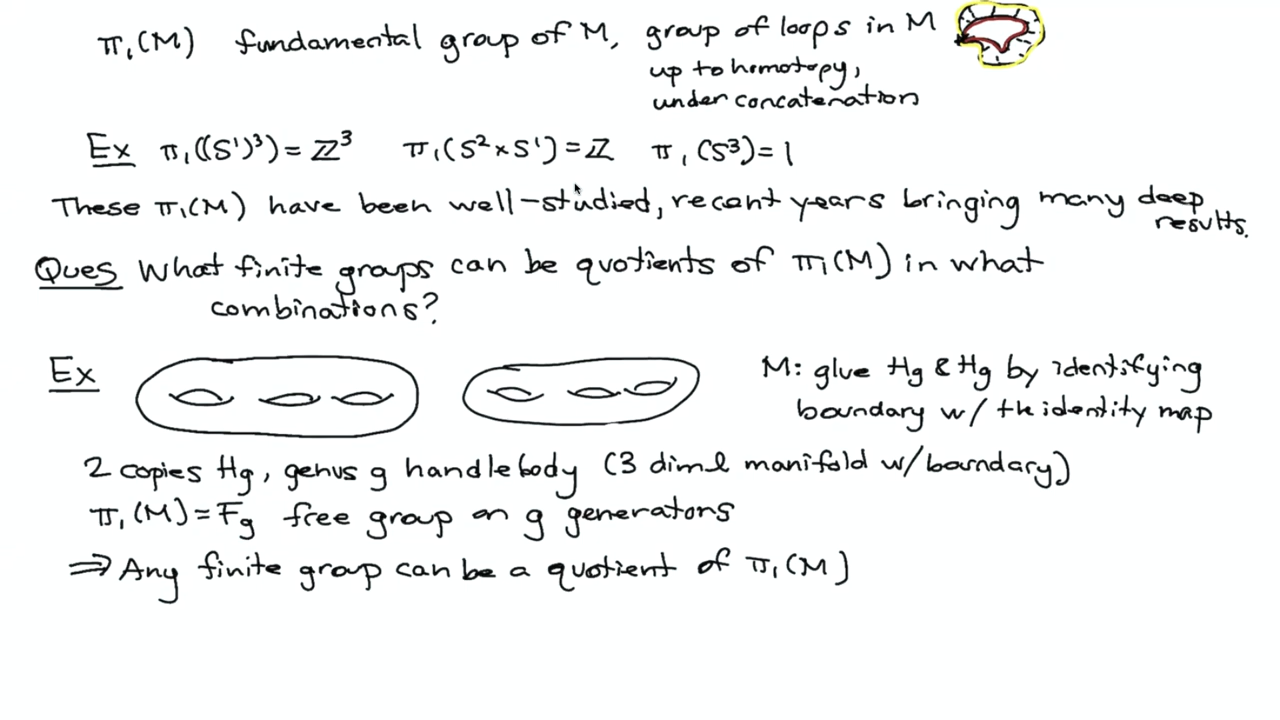 π₁(M) fundamental group of M, group of loops in M
up to homotopy,
under concatenation
Ex π₁((S¹)³) = ℤ³ π₁(S² × S¹) = ℤ π₁(S³) = 1
These π₁(M) have been well-studied, recent years bringing many deep
results.
Ques What finite groups can be quotients of π₁(M) in what
combinations?
Ex
M: glue Hg & Hg by identifying
boundary w/ the identity map
2 copies Hg, genus g handlebody (3 dim'l manifold w/ boundary)
π₁(M) = Fg free group on g generators
⇒ Any finite group can be a quotient of π₁(M)